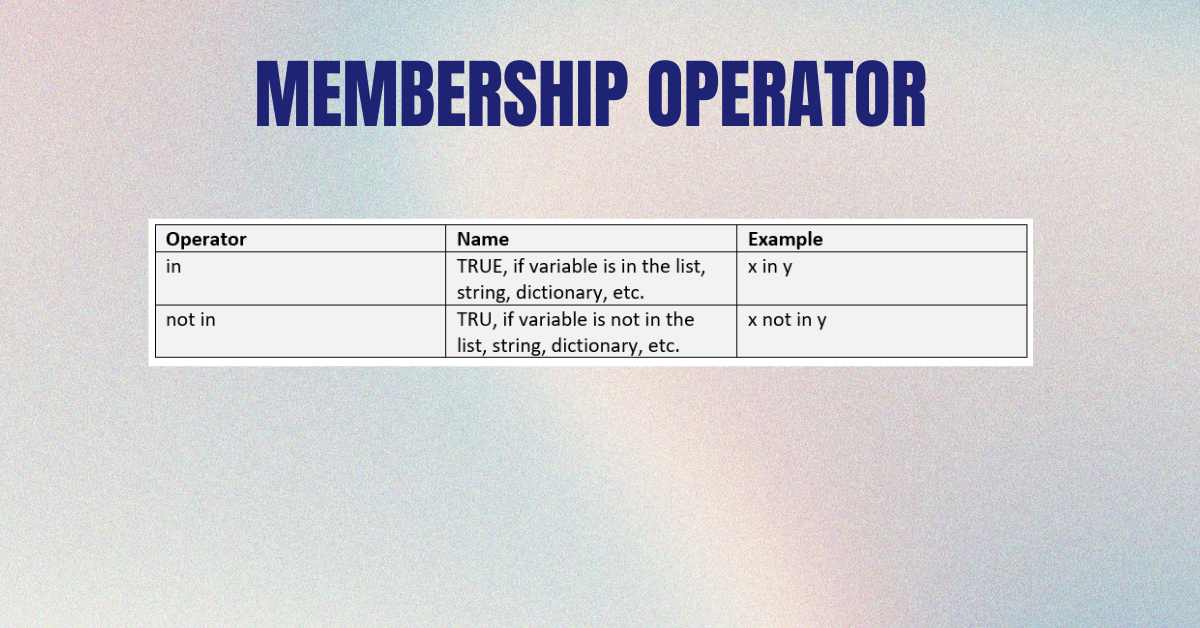 MEMBERSHIP OPERATOR
Operator Name Example
in TRUE, if variable is in the list, x in y
string, dictionary, etc.
not in TRU, if variable is not in the x not in y
list, string, dictionary, etc.